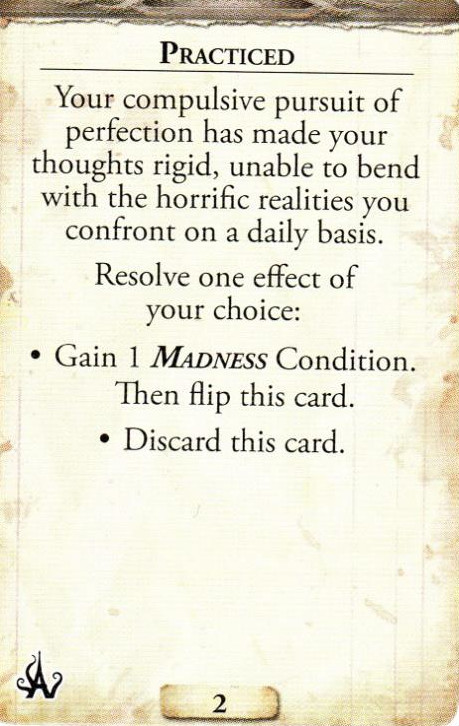 PRACTICED
Your compulsive pursuit of
perfection has made your
thoughts rigid, unable to bend
with the horrific realities you
confront on a daily basis.
Resolve one effect of
your choice:
• Gain 1 MADNESS Condition.
Then flip this card.
• Discard this card.
2